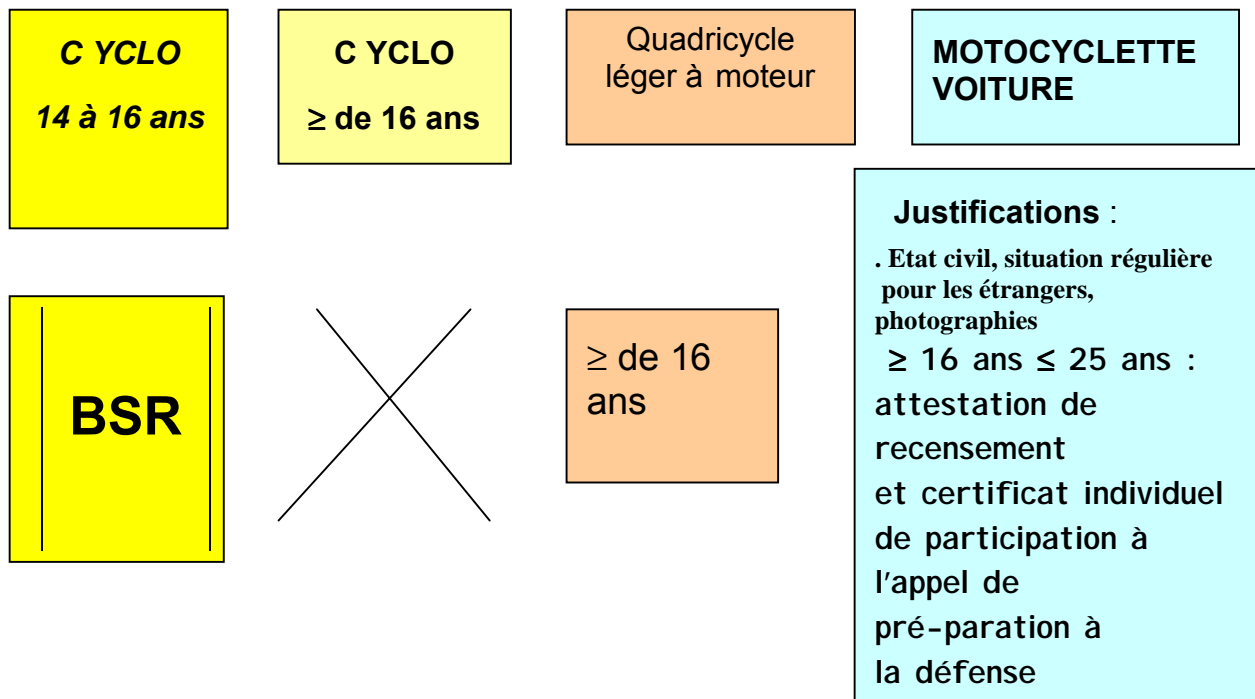 C YCLO
14 à 16 ans
C YCLO
≥ de 16 ans
Quadricycle
léger à moteur
MOTOCYCLETTE
VOITURE
BSR
≥ de 16
ans
Justifications :
. Etat civil, situation régulière
pour les étrangers,
photographies
≥ 16 ans ≤ 25 ans :
attestation de
recensement
et certificat individuel
de participation à
l'appel de
pré-paration à
la défense